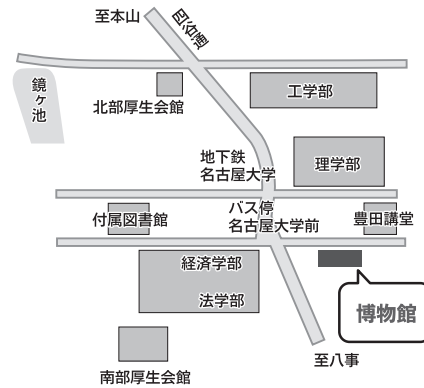 至本山
四谷通
鏡ヶ池
北部厚生会館
工学部
地下鉄
名古屋大学
理学部
バス停
名古屋大学前
付属図書館
豊田講堂
経済学部
法学部
博物館
南部厚生会館
至八事